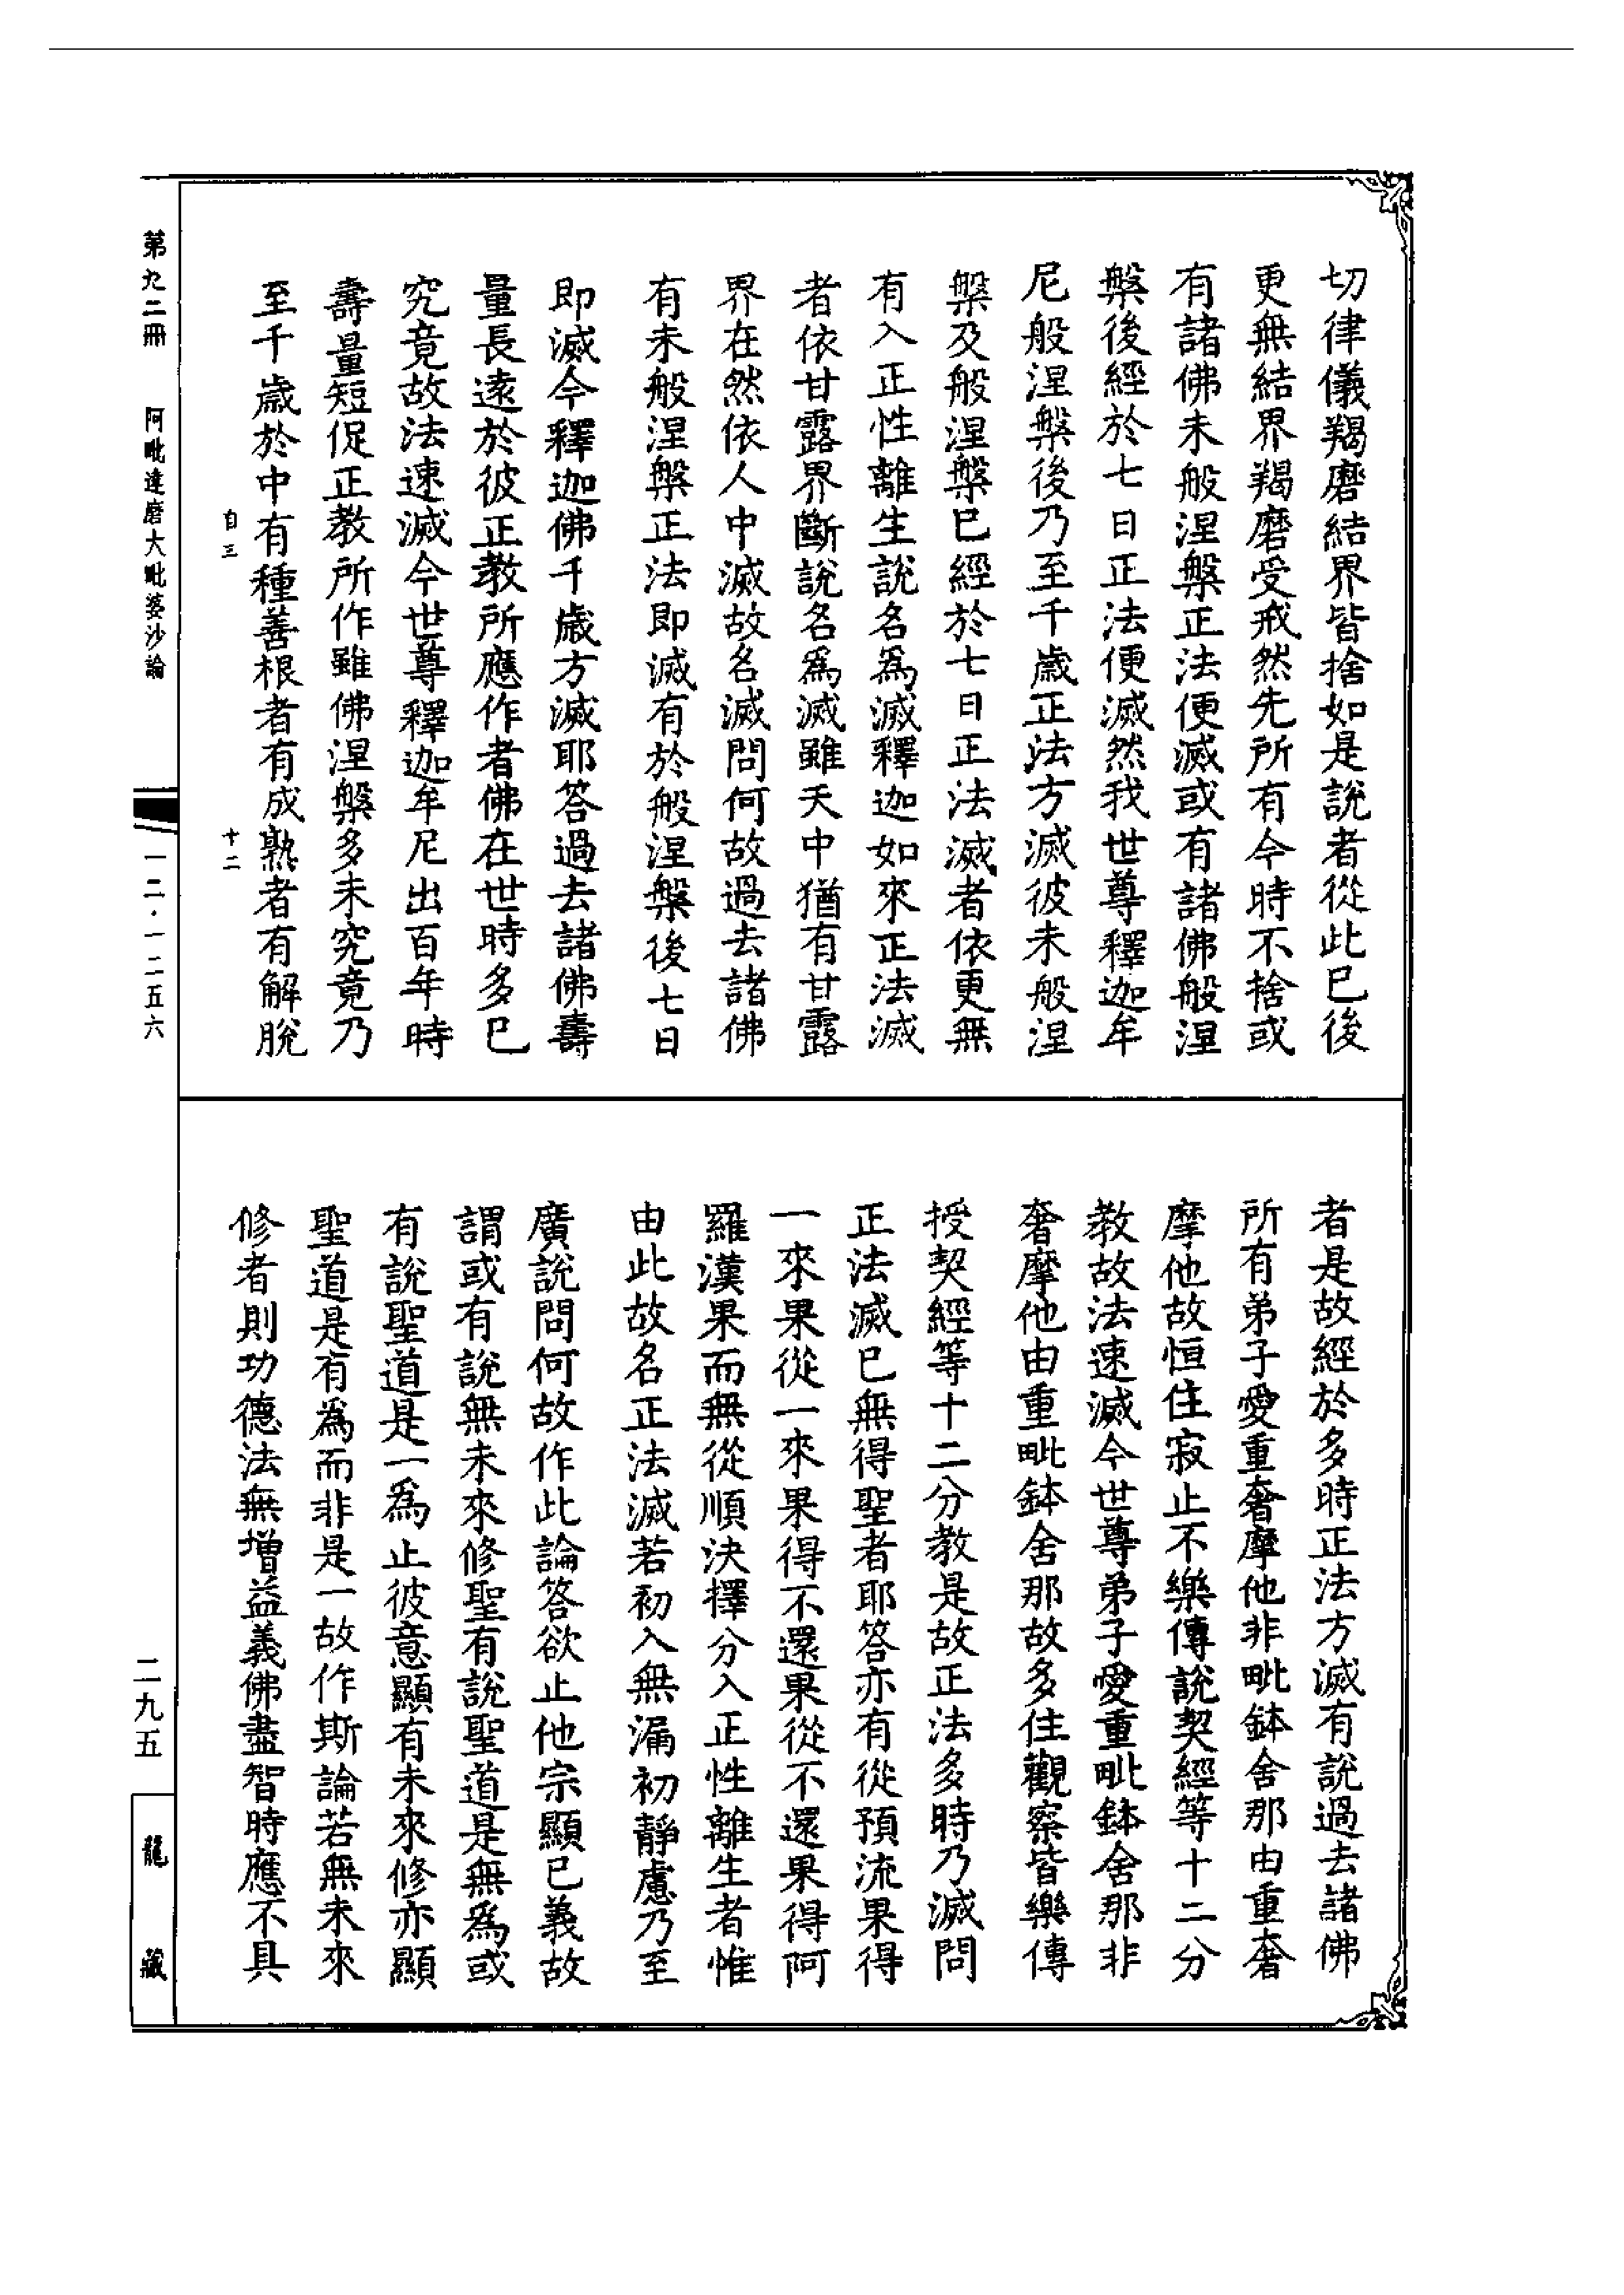 切律儀羯磨結界皆捨如是說者從此已後
更無結界羯磨受戒然先所有今時不捨或
有諸佛未般涅槃正法便滅或有諸佛般涅
槃後經於七日正法便滅然我世尊釋迦牟
尼般涅槃後乃至千歲正法方滅彼未般涅
槃及般涅槃已經於七日正法滅者依更無
有入正性離生說名為滅釋迦如來正法滅
者依甘露界斷說名為滅雖天中猶有甘露
界在然依人中滅故名滅問何故過去諸佛
有未般涅槃正法即滅有於般涅槃後七日
即滅今釋迦佛千歲方滅耶答過去諸佛壽
量長遠於彼正教所應作者佛在世時多已
究竟故法速滅今世尊釋迦牟尼出百年時
壽量短促正教所作雖佛涅槃多未究竟乃
至千歲於中有種善根者有成熟者有解脫
自三
十二
者是故經於多時正法方滅有說過去諸佛
所有弟子愛重奢摩他非毗鉢舍那由重奢
摩他故恒住寂止不樂傳說契經等十二分
教故法速滅今世尊弟子愛重毗鉢舍那非
奢摩他由重毗鉢舍那故多住觀察皆樂傳
授契經等十二分教是故正法多時乃滅問
正法滅已無得聖者耶答亦有從預流果得
一來果從一來果得不還果從不還果得阿
羅漢果而無從順決擇分入正性離生者惟
由此故名正法滅若初入無漏初靜慮乃至
廣說問何故作此論答欲止他宗顯已義故
謂或有說無未來修聖有說聖道是無為或
有說聖道是一為止彼意顯有未來修亦顯
聖道是有為而非是一故作斯論若無未來
修者則功德法無增益義佛盡智時應不具
第九二冊
阿毗達磨大毗婆沙論
一二·一二五六
二九五
龍藏